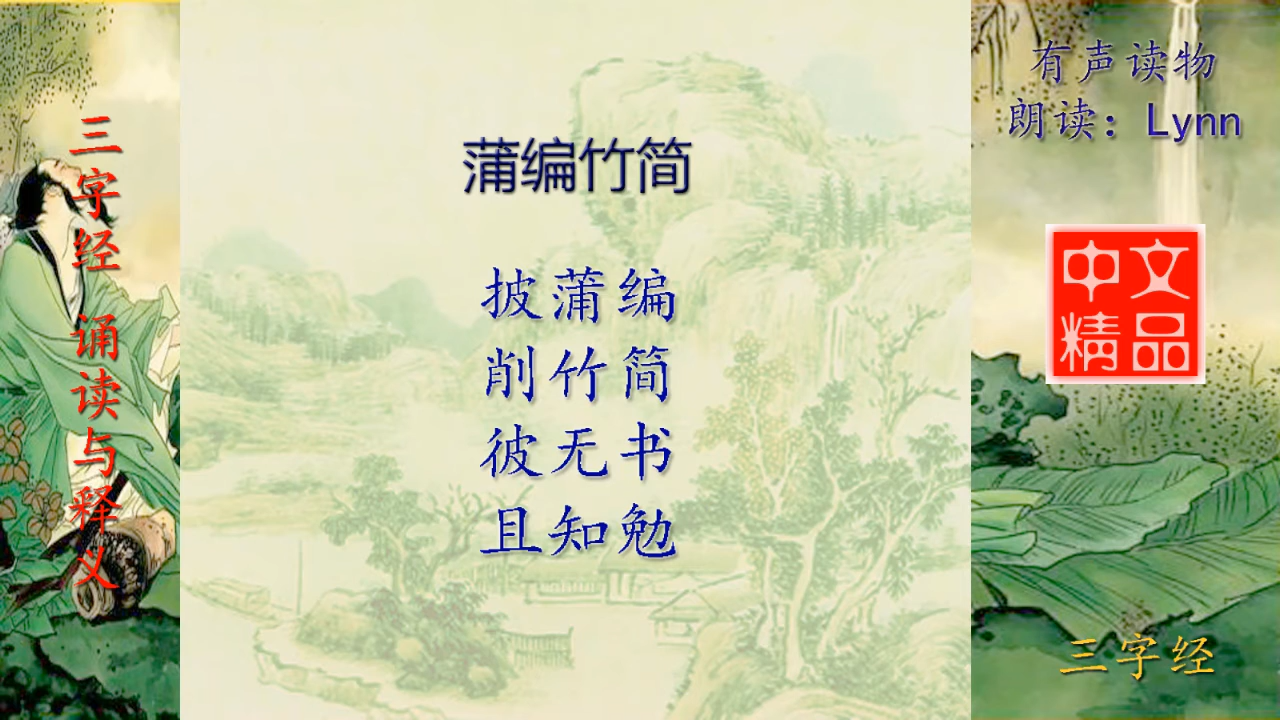 三字经 诵读与释义
蒲编竹简
披蒲编
削竹简
彼无书
且知勉
有声读物
朗读：Lynn
中文
精品
三字经